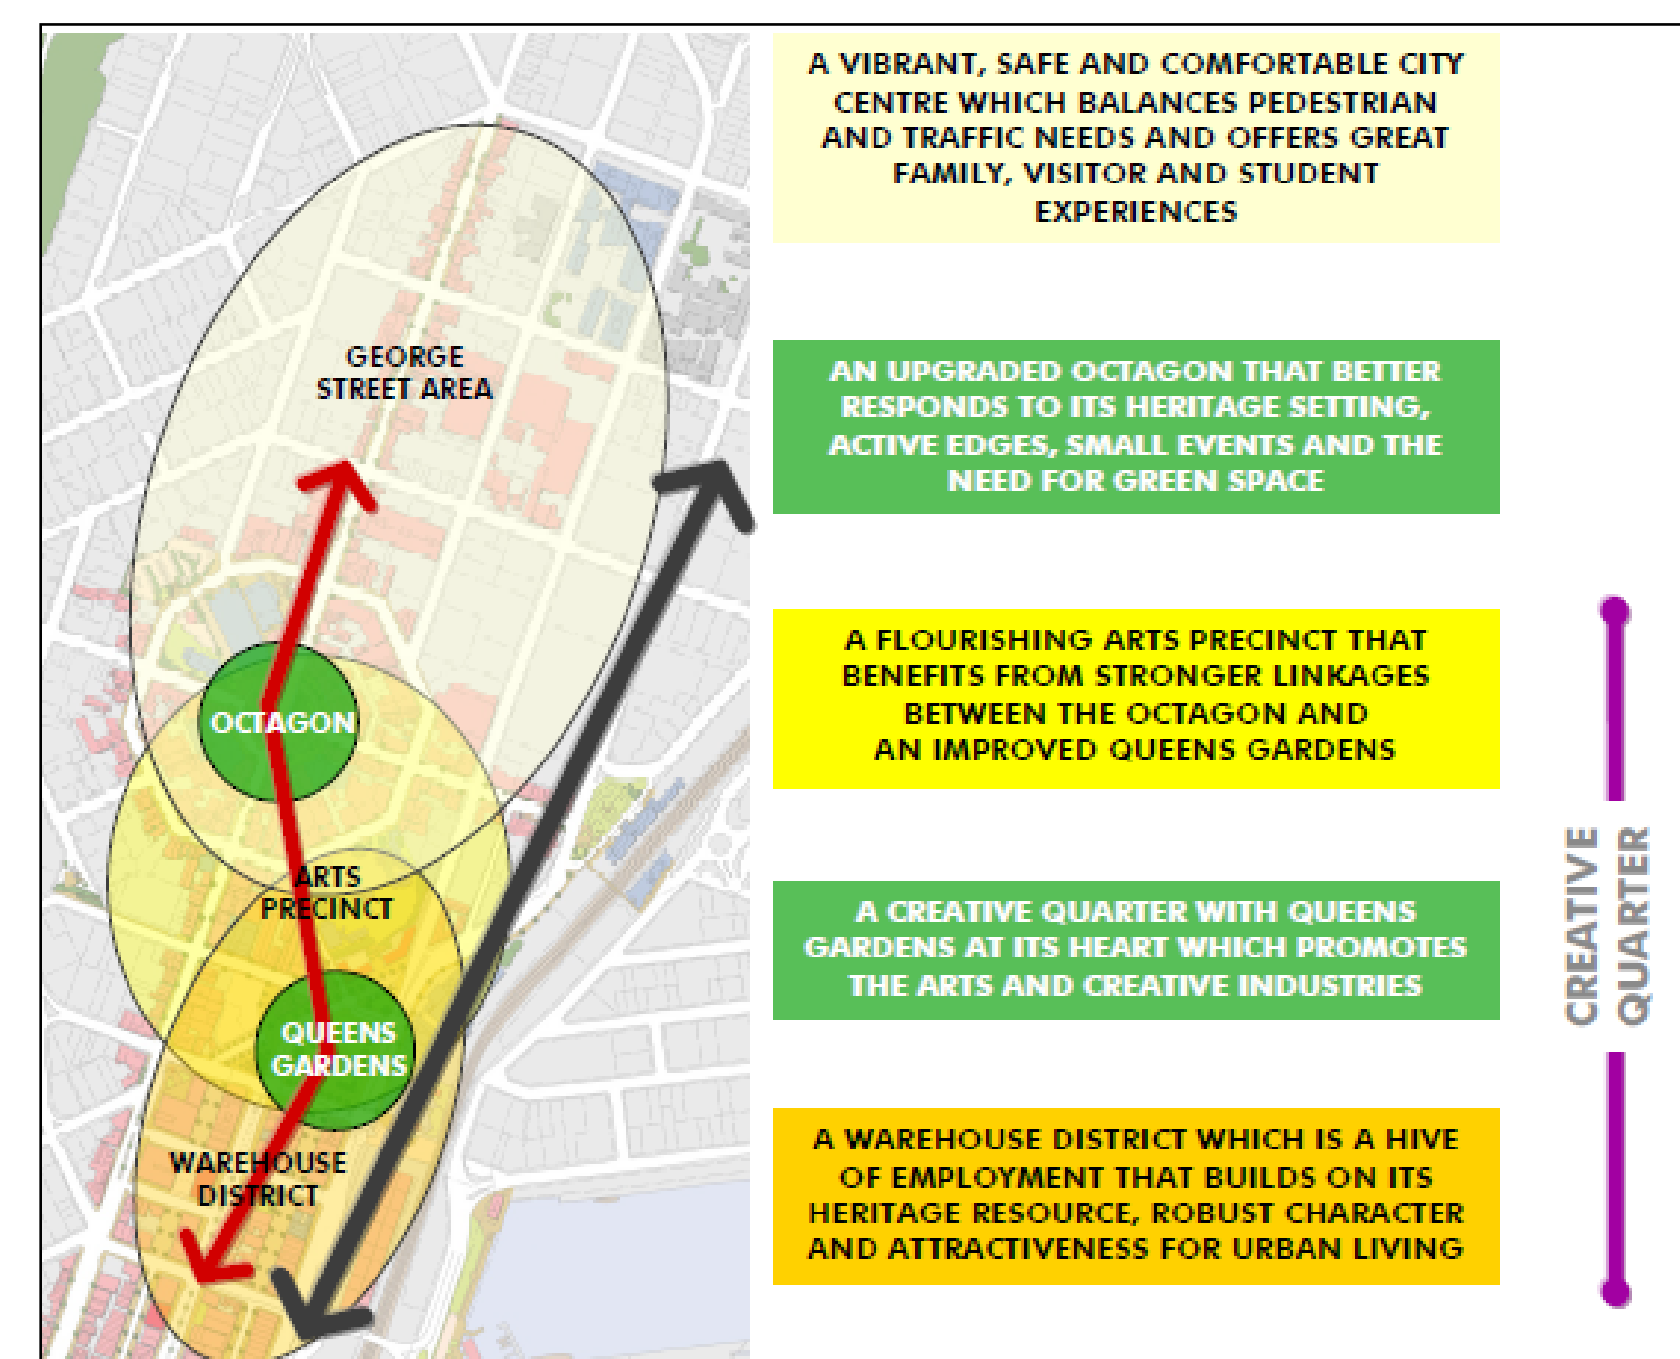 A VIBRANT, SAFE AND COMFORTABLE CITY
CENTRE WHICH BALANCES PEDESTRIAN
AND TRAFFIC NEEDS AND OFFERS GREAT
FAMILY, VISITOR AND STUDENT
EXPERIENCES
GEORGE
STREET AREA
AN UPGRADED OCTAGON THAT BETTER
RESPONDS TO ITS HERITAGE SETTING,
ACTIVE EDGES, SMALL EVENTS AND THE
NEED FOR GREEN SPACE
OCTAGON
A FLOURISHING ARTS PRECINCT THAT
BENEFITS FROM STRONGER LINKAGES
BETWEEN THE OCTAGON AND
AN IMPROVED QUEENS GARDENS
ARTS
PRECINCT
A CREATIVE QUARTER WITH QUEENS
GARDENS AT ITS HEART WHICH PROMOTES
THE ARTS AND CREATIVE INDUSTRIES
CREATIVE
QUARTER
QUEENS
GARDENS
WAREHOUSE
DISTRICT
A WAREHOUSE DISTRICT WHICH IS A HIVE
OF EMPLOYMENT THAT BUILDS ON ITS
HERITAGE RESOURCE, ROBUST CHARACTER
AND ATTRACTIVENESS FOR URBAN LIVING